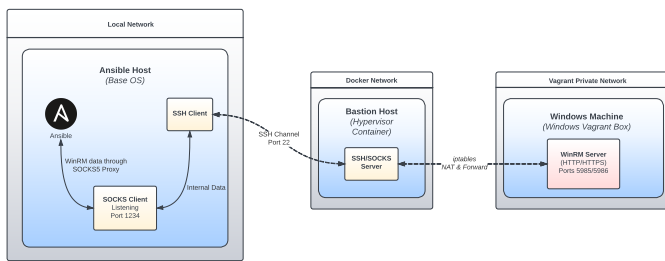 Local Network
Ansible Host
(Base OS)
Ansible
SSH Client
WinRM data through
SOCKS5 Proxy
Internal Data
SOCKS Client
Listening
Port 1234
SSH Channel
Port 22
Docker Network
Bastion Host
(Hypervisor
Container)
SSH/SOCKS
Server
iptables
NAT & Forward
Vagrant Private Network
Windows Machine
(Windows Vagrant Box)
WinRM Server
(HTTP/HTTPS)
Ports 5985/5986